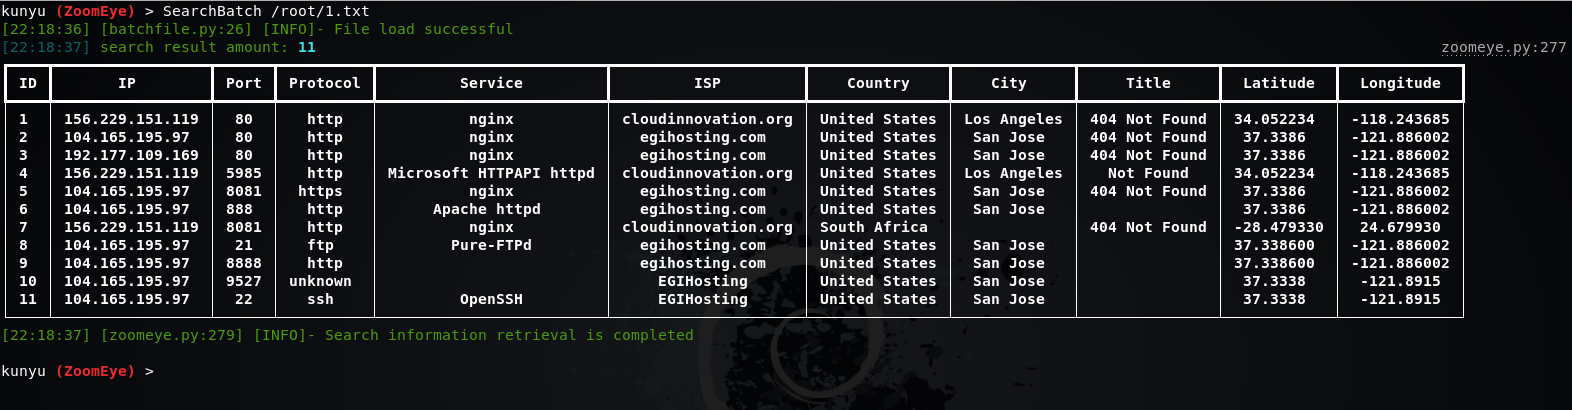 kunyu (ZoomEye) > SearchBatch /root/1.txt
[22:18:36] [batchfile.py:26] [INFO]- File load successful
[22:18:37] search result amount: 11 zoomeye.py:277
ID IP Port Protocol Service ISP Country City Title Latitude Longitude
1 156.229.151.119 80 http nginx cloudinnovation.org United States Los Angeles 404 Not Found 34.052234 -118.243685
2 104.165.195.97 80 http nginx egihosting.com United States San Jose 404 Not Found 37.3386 -121.886002
3 192.177.109.169 80 http nginx egihosting.com United States San Jose 404 Not Found 37.3386 -121.886002
4 156.229.151.119 5985 http Microsoft HTTPAPI httpd cloudinnovation.org United States Los Angeles Not Found 34.052234 -118.243685
5 104.165.195.97 8081 https nginx egihosting.com United States San Jose 404 Not Found 37.3386 -121.886002
6 104.165.195.97 888 http Apache httpd egihosting.com United States San Jose 37.3386 -121.886002
7 156.229.151.119 8081 http nginx cloudinnovation.org South Africa 404 Not Found -28.479330 24.679930
8 104.165.195.97 21 ftp Pure-FTPd egihosting.com United States San Jose 37.338600 -121.886002
9 104.165.195.97 8888 http egihosting.com United States San Jose 37.338600 -121.886002
10 104.165.195.97 9527 unknown EGIHosting United States San Jose 37.3338 -121.8915
11 104.165.195.97 22 ssh OpenSSH EGIHosting United States San Jose 37.3338 -121.8915
[22:18:37] [zoomeye.py:279] [INFO]- Search information retrieval is completed
kunyu (ZoomEye) >